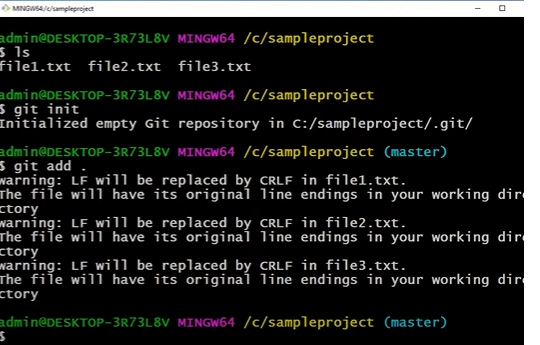 MINGW64:/c/sampleproject
admin@DESKTOP-3R73L8V MINGW64 /c/sampleproject
$ ls
file1.txt  file2.txt  file3.txt
admin@DESKTOP-3R73L8V MINGW64 /c/sampleproject
$ git init
Initialized empty Git repository in C:/sampleproject/.git/
admin@DESKTOP-3R73L8V MINGW64 /c/sampleproject (master)
$ git add .
warning: LF will be replaced by CRLF in file1.txt.
The file will have its original line endings in your working dire
ctory
warning: LF will be replaced by CRLF in file2.txt.
The file will have its original line endings in your working dire
ctory
warning: LF will be replaced by CRLF in file3.txt.
The file will have its original line endings in your working dire
ctory
admin@DESKTOP-3R73L8V MINGW64 /c/sampleproject (master)
$